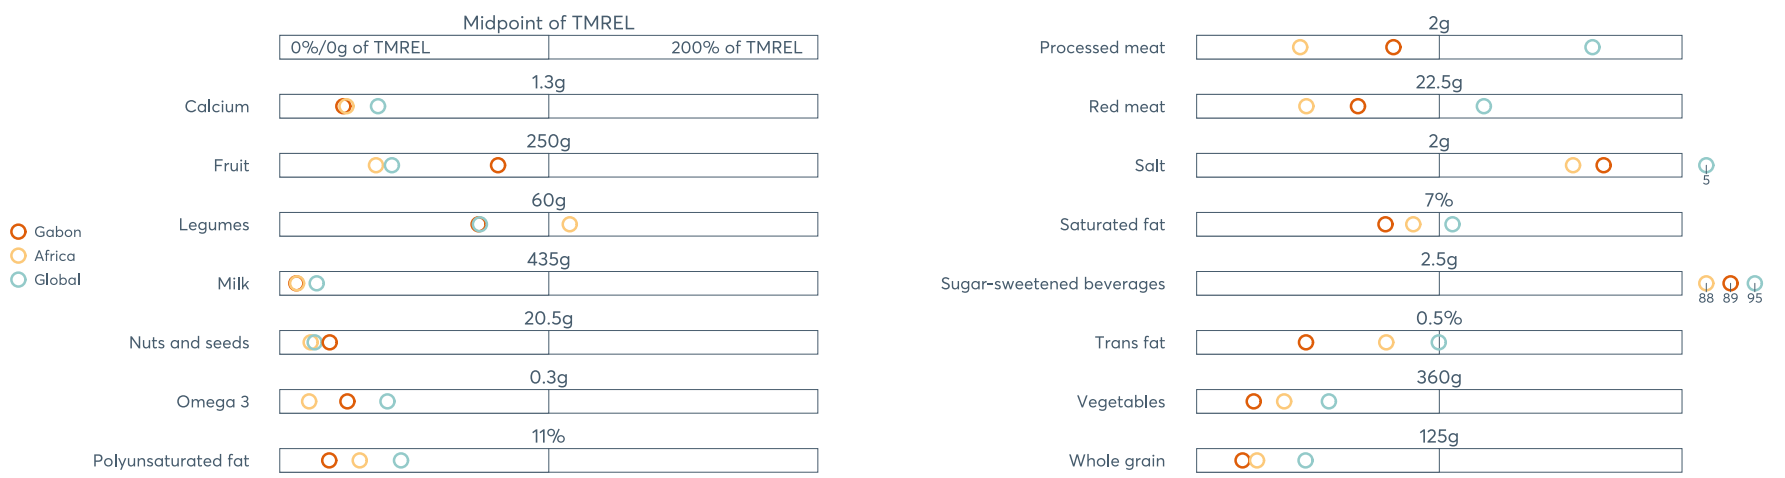 Midpoint of TMREL
0%/0g of TMREL 200% of TMREL
1.3g
Calcium
250g
Fruit
60g
Legumes
435g
Milk
20.5g
Nuts and seeds
0.3g
Omega 3
11%
Polyunsaturated fat
Gabon
Africa
Global
2g
Processed meat
22.5g
Red meat
2g
Salt
5
7%
Saturated fat
2.5g
Sugar-sweetened beverages
88 89 95
0.5%
Trans fat
360g
Vegetables
125g
Whole grain